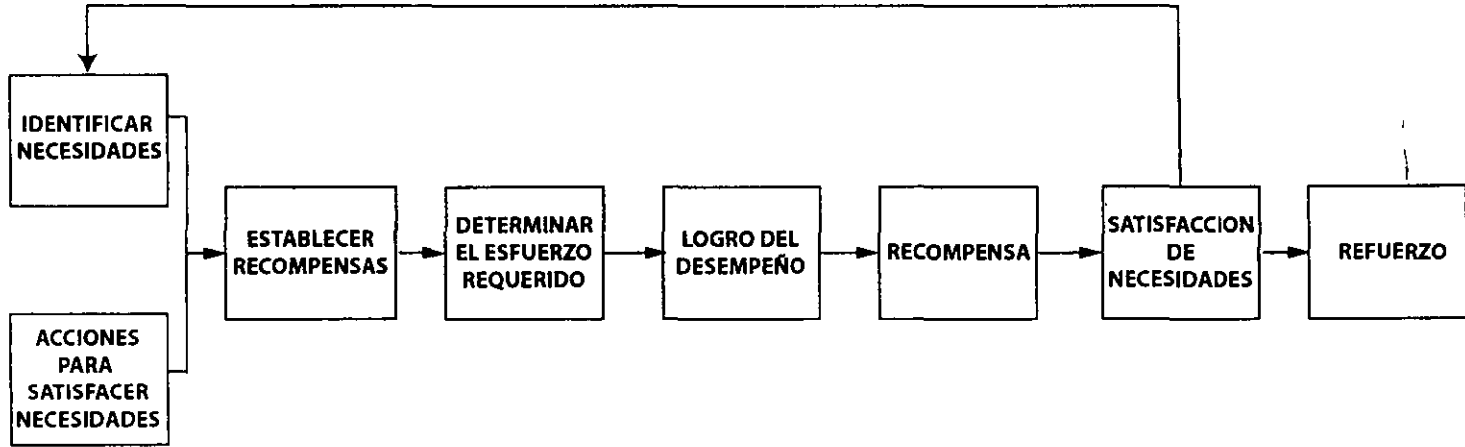 IDENTIFICAR
NECESIDADES
ACCIONES
PARA
SATISFACER
NECESIDADES
ESTABLECER
RECOMPENSAS
DETERMINAR
EL ESFUERZO
REQUERIDO
LOGRO DEL
DESEMPEÑO
RECOMPENSA
SATISFACCION
DE
NECESIDADES
REFUERZO